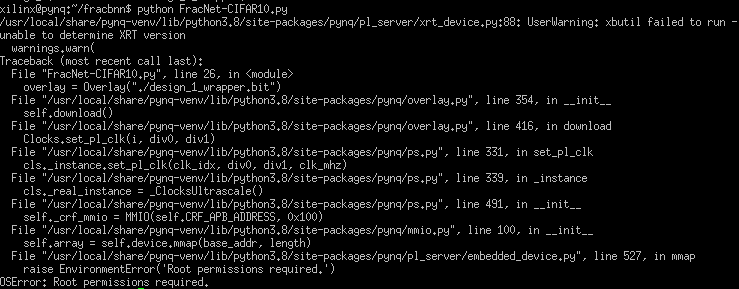 xilinx@pynq:~/fracbnn$ python FracNet-CIFAR10.py
/usr/local/share/pynq-venv/lib/python3.8/site-packages/pynq/pl_server/xrt_device.py:88: UserWarning: xbutil failed to run -
unable to determine XRT version
  warnings.warn(
Traceback (most recent call last):
  File "FracNet-CIFAR10.py", line 26, in <module>
    overlay = Overlay("./design_1_wrapper.bit")
  File "/usr/local/share/pynq-venv/lib/python3.8/site-packages/pynq/overlay.py", line 354, in __init__
    self.download()
  File "/usr/local/share/pynq-venv/lib/python3.8/site-packages/pynq/overlay.py", line 416, in download
    Clocks.set_pl_clk(i, div0, div1)
  File "/usr/local/share/pynq-venv/lib/python3.8/site-packages/pynq/ps.py", line 331, in set_pl_clk
    cls._instance.set_pl_clk(clk_idx, div0, div1, clk_mhz)
  File "/usr/local/share/pynq-venv/lib/python3.8/site-packages/pynq/ps.py", line 339, in _instance
    cls._real_instance = _ClocksUltrascale()
  File "/usr/local/share/pynq-venv/lib/python3.8/site-packages/pynq/ps.py", line 491, in __init__
    self._crf_mmio = MMIO(self.CRF_APB_ADDRESS, 0x100)
  File "/usr/local/share/pynq-venv/lib/python3.8/site-packages/pynq/mmio.py", line 100, in __init__
    self.array = self.device.mmap(base_addr, length)
  File "/usr/local/share/pynq-venv/lib/python3.8/site-packages/pynq/pl_server/embedded_device.py", line 527, in mmap
    raise EnvironmentError('Root permissions required.')
OSError: Root permissions required.